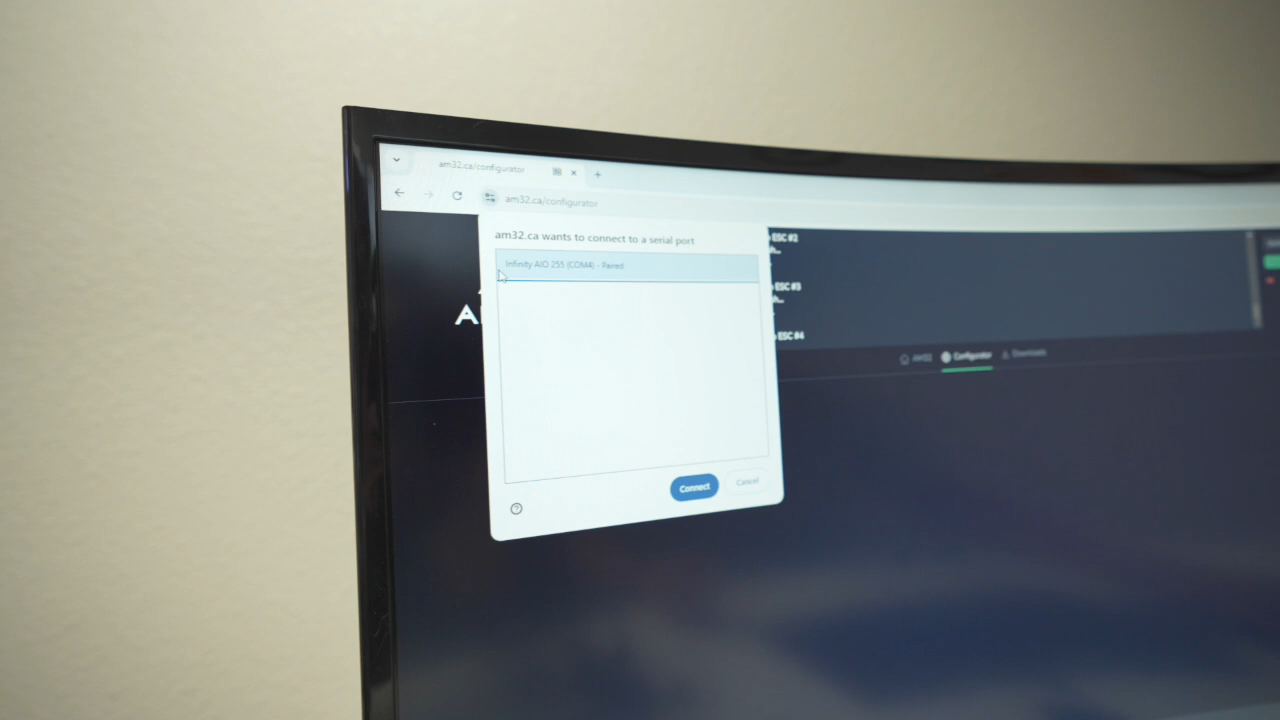 am32.ca/configurator
am32.ca/configurator
am32.ca wants to connect to a serial port
Infinity AIO 255 (COM4) - Paired
ESC #2
ESC #3
ESC #4
AM32 Configurator Downloads
Connect Cancel